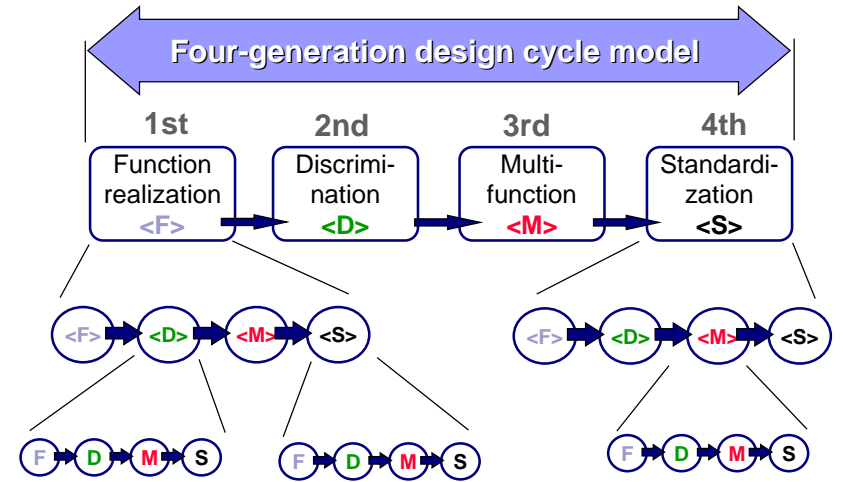 Four-generation design cycle model
1st 2nd 3rd 4th
Function Discrimi- Multi- Standardi-
realization nation function zation
<F> <D> <M> <S>
<F> <D> <M> <S> <F> <D> <M> <S>
F D M S F D M S F D M S